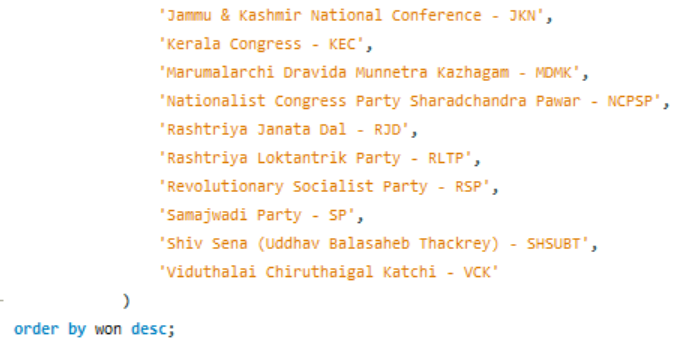 'Jammu & Kashmir National Conference - JKN',
'Kerala Congress - KEC',
'Marumalarchi Dravida Munnetra Kazhagam - MDMK',
'Nationalist Congress Party Sharadchandra Pawar - NCPSP',
'Rashtriya Janata Dal - RJD',
'Rashtriya Loktantrik Party - RLTP',
'Revolutionary Socialist Party - RSP',
'Samajwadi Party - SP',
'Shiv Sena (Uddhav Balasaheb Thackrey) - SHSUBT',
'Viduthalai Chiruthaigal Katchi - VCK'
)
order by won desc;